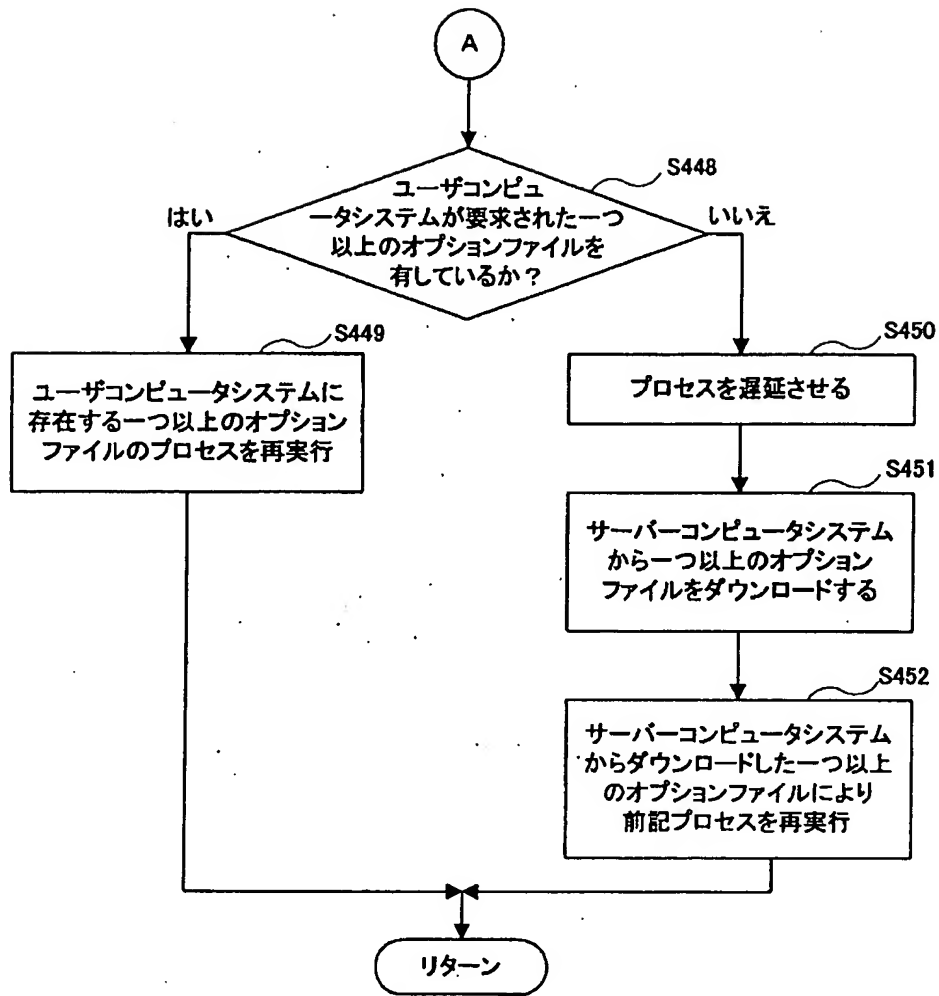 A
S448
ユーザコンピュ
ータシステムが要求された一つ
以上のオプションファイルを
有しているか？
はい
いいえ
S449
ユーザコンピュータシステムに
存在する一つ以上のオプション
ファイルのプロセスを再実行
S450
プロセスを遅延させる
S451
サーバーコンピュータシステム
から一つ以上のオプション
ファイルをダウンロードする
S452
サーバーコンピュータシステム
からダウンロードした一つ以上
のオプションファイルにより
前記プロセスを再実行
リターン